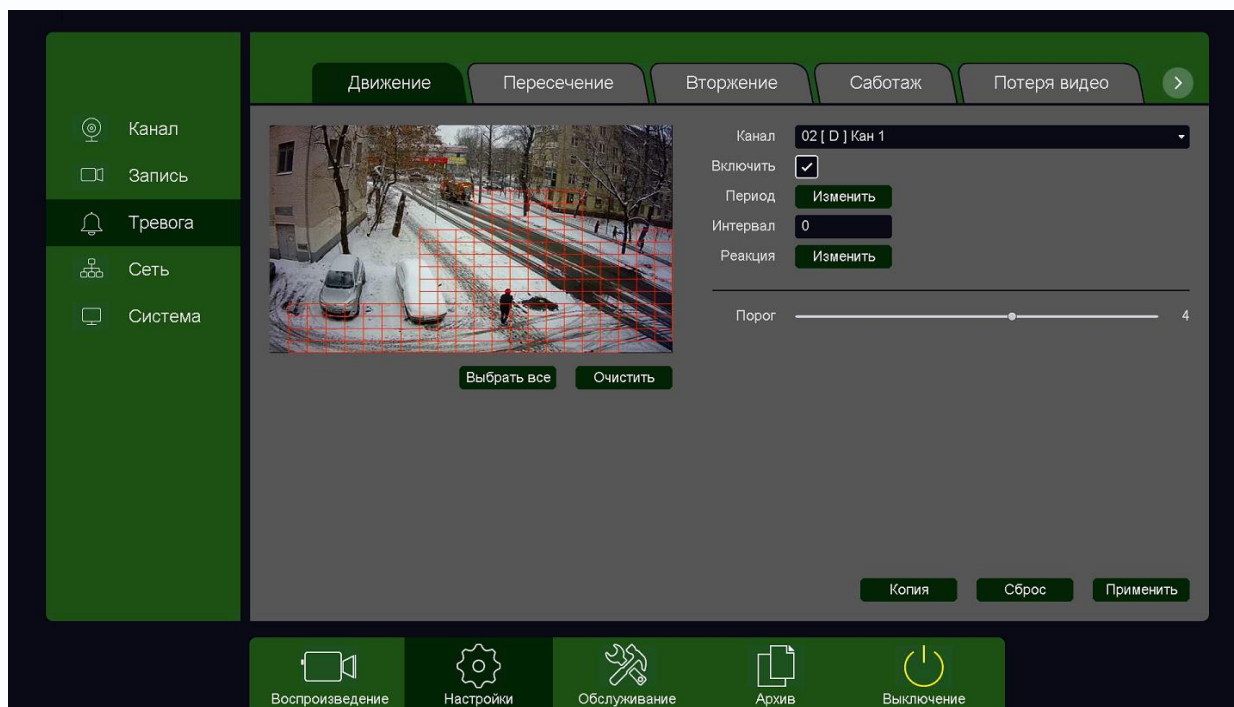 Движение
Пересечение
Вторжение
Саботаж
Потеря видео
Канал
Запись
Тревога
Сеть
Система
Канал 02 [ D ] Кан 1
Включить
Период Изменить
Интервал 0
Реакция Изменить
Порог 4
Выбрать все Очистить
Копия Сброс Применить
Воспроизведение Настройки Обслуживание Архив Выключение